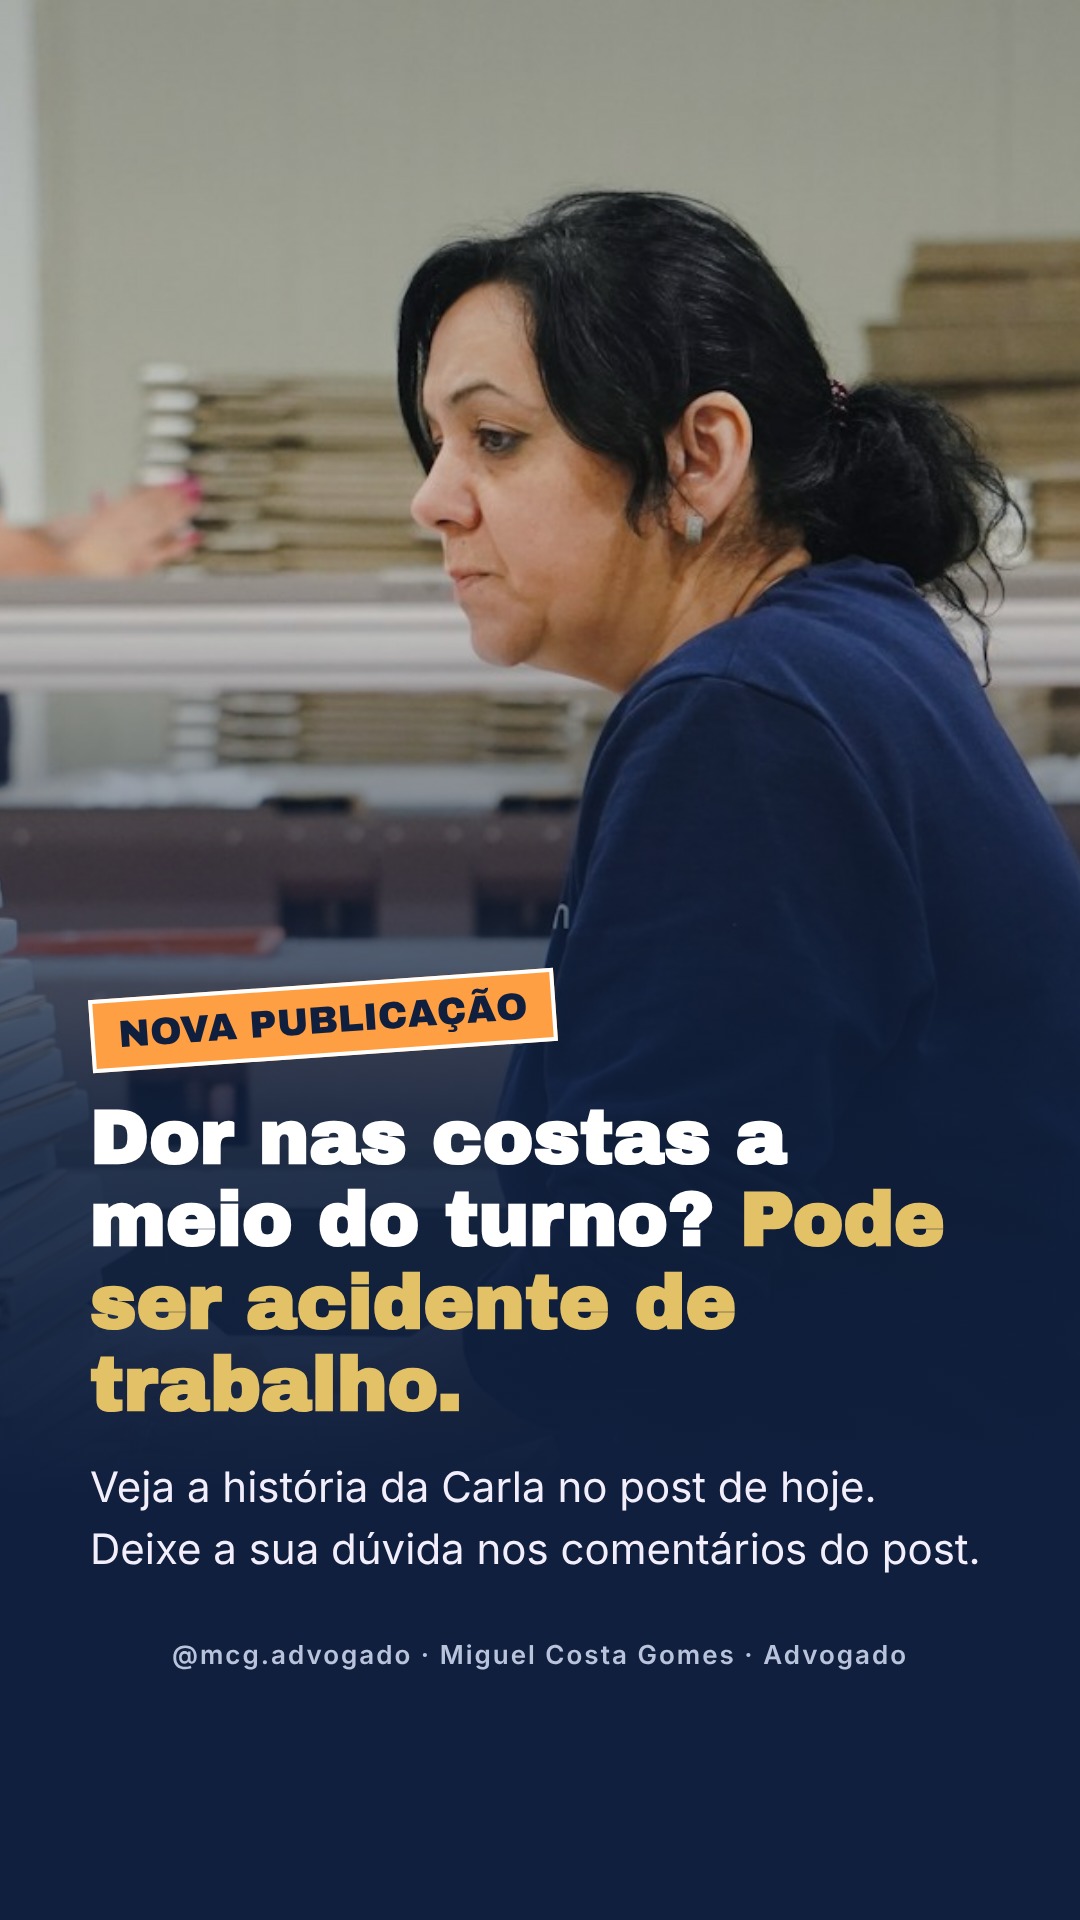 NOVA PUBLICAÇÃO
Dor nas costas a
meio do turno? Pode
ser acidente de
trabalho.
Veja a história da Carla no post de hoje.
Deixe a sua dúvida nos comentários do post.
@mcg.advogado · Miguel Costa Gomes · Advogado